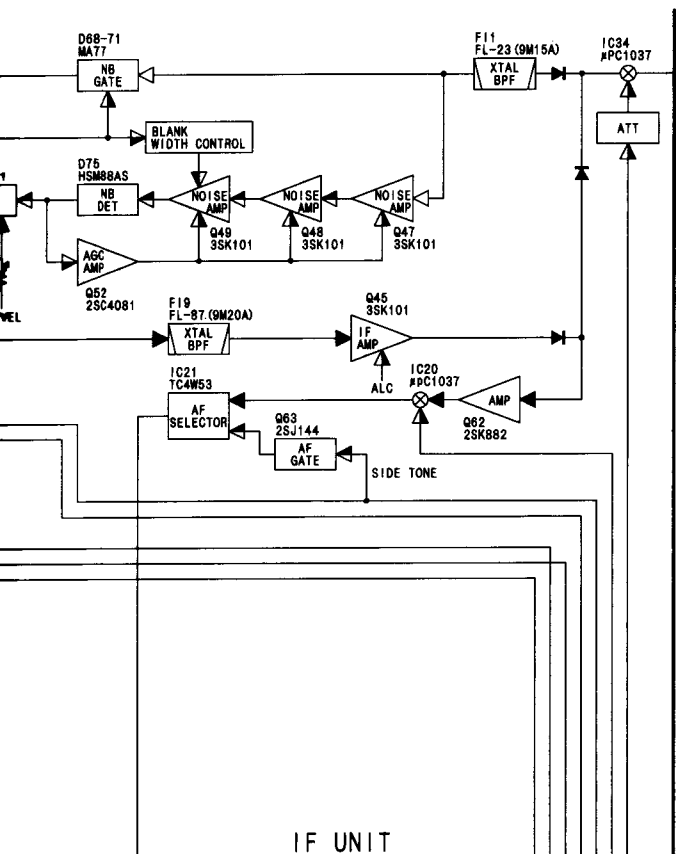 D68-71
MA77
NB
GATE
FI1
FL-23 (9M15A)
XTAL
BPF
IC34
µPC1037
ATT
BLANK
WIDTH CONTROL
D75
HSM88AS
NB
DET
NOISE
AMP
Q49
3SK101
NOISE
AMP
Q48
3SK101
NOISE
AMP
Q47
3SK101
AGC
AMP
Q52
2SC4081
FI9
FL-87.(9M20A)
XTAL
BPF
Q45
3SK101
IF
AMP
ALC
IC21
TC4W53
AF
SELECTOR
IC20
µPC1037
AMP
Q62
2SK882
Q63
2SJ144
AF
GATE
SIDE TONE
IF UNIT